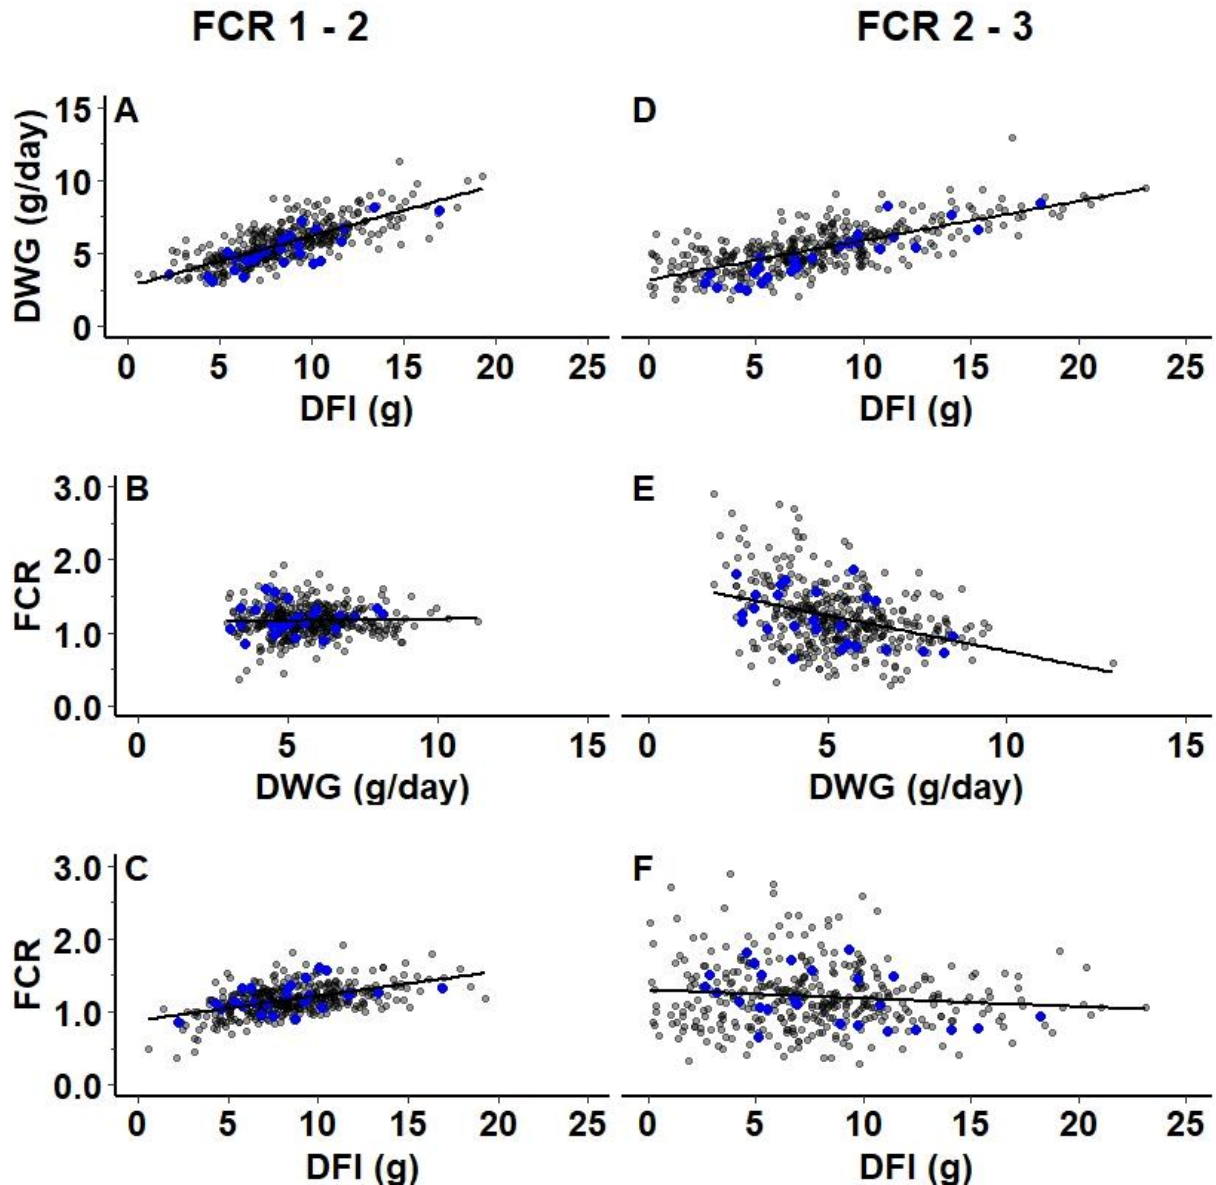 FCR 1 - 2 FCR 2 - 3
A D
15
10
5
0
DWG (g/day)
0 5 10 15 20 25 0 5 10 15 20 25
DFI (g) DFI (g)
B E
3.0
2.0
1.0
0.0
FCR
0 5 10 15 0 5 10 15
DWG (g/day) DWG (g/day)
C F
3.0
2.0
1.0
0.0
FCR
0 5 10 15 20 25 0 5 10 15 20 25
DFI (g) DFI (g)